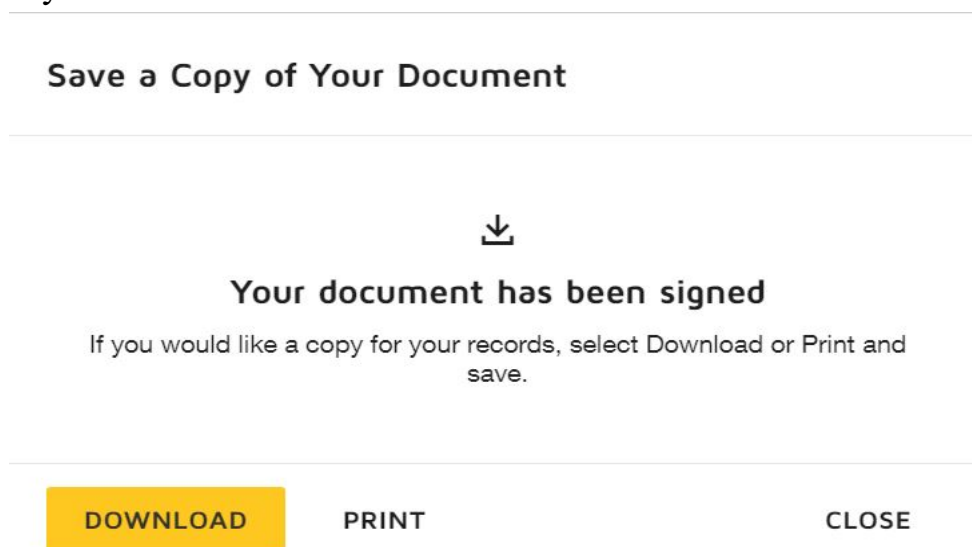 Save a Copy of Your Document
Your document has been signed
If you would like a copy for your records, select Download or Print and
save.
DOWNLOAD PRINT CLOSE